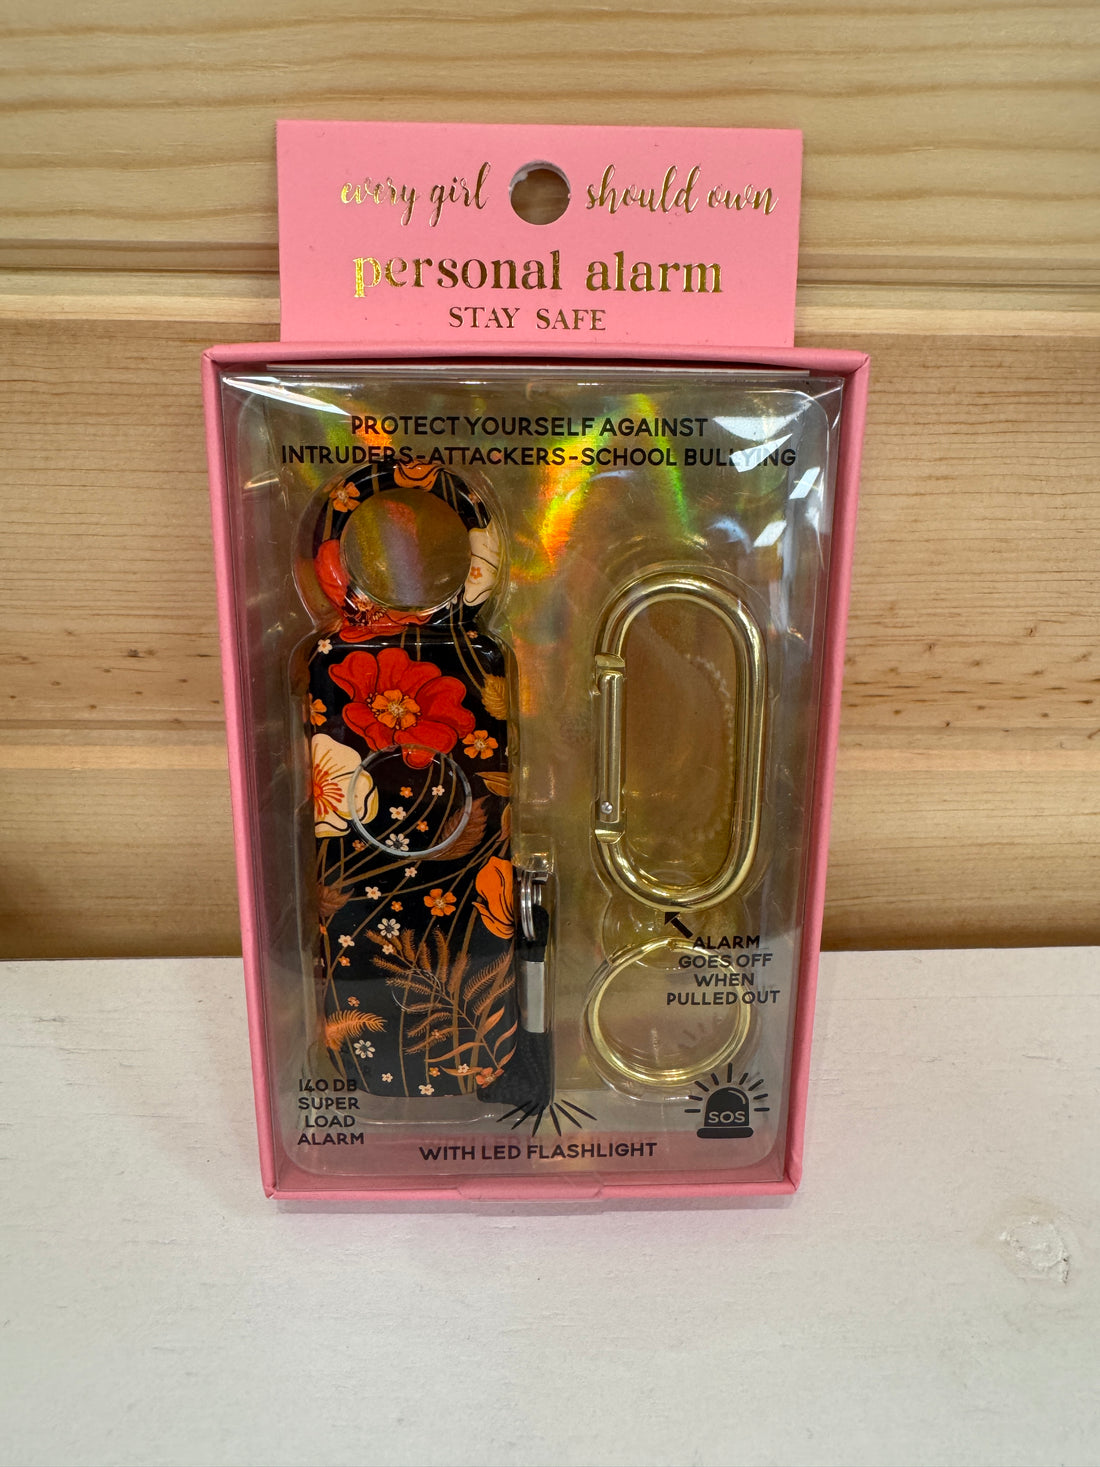 every girl should own
personal alarm
STAY SAFE
PROTECT YOURSELF AGAINST
INTRUDERS-ATTACKERS-SCHOOL BULLYING
ALARM
GOES OFF
WHEN
PULLED OUT
140 DB
SUPER
LOAD
ALARM
SOS
WITH LED FLASHLIGHT